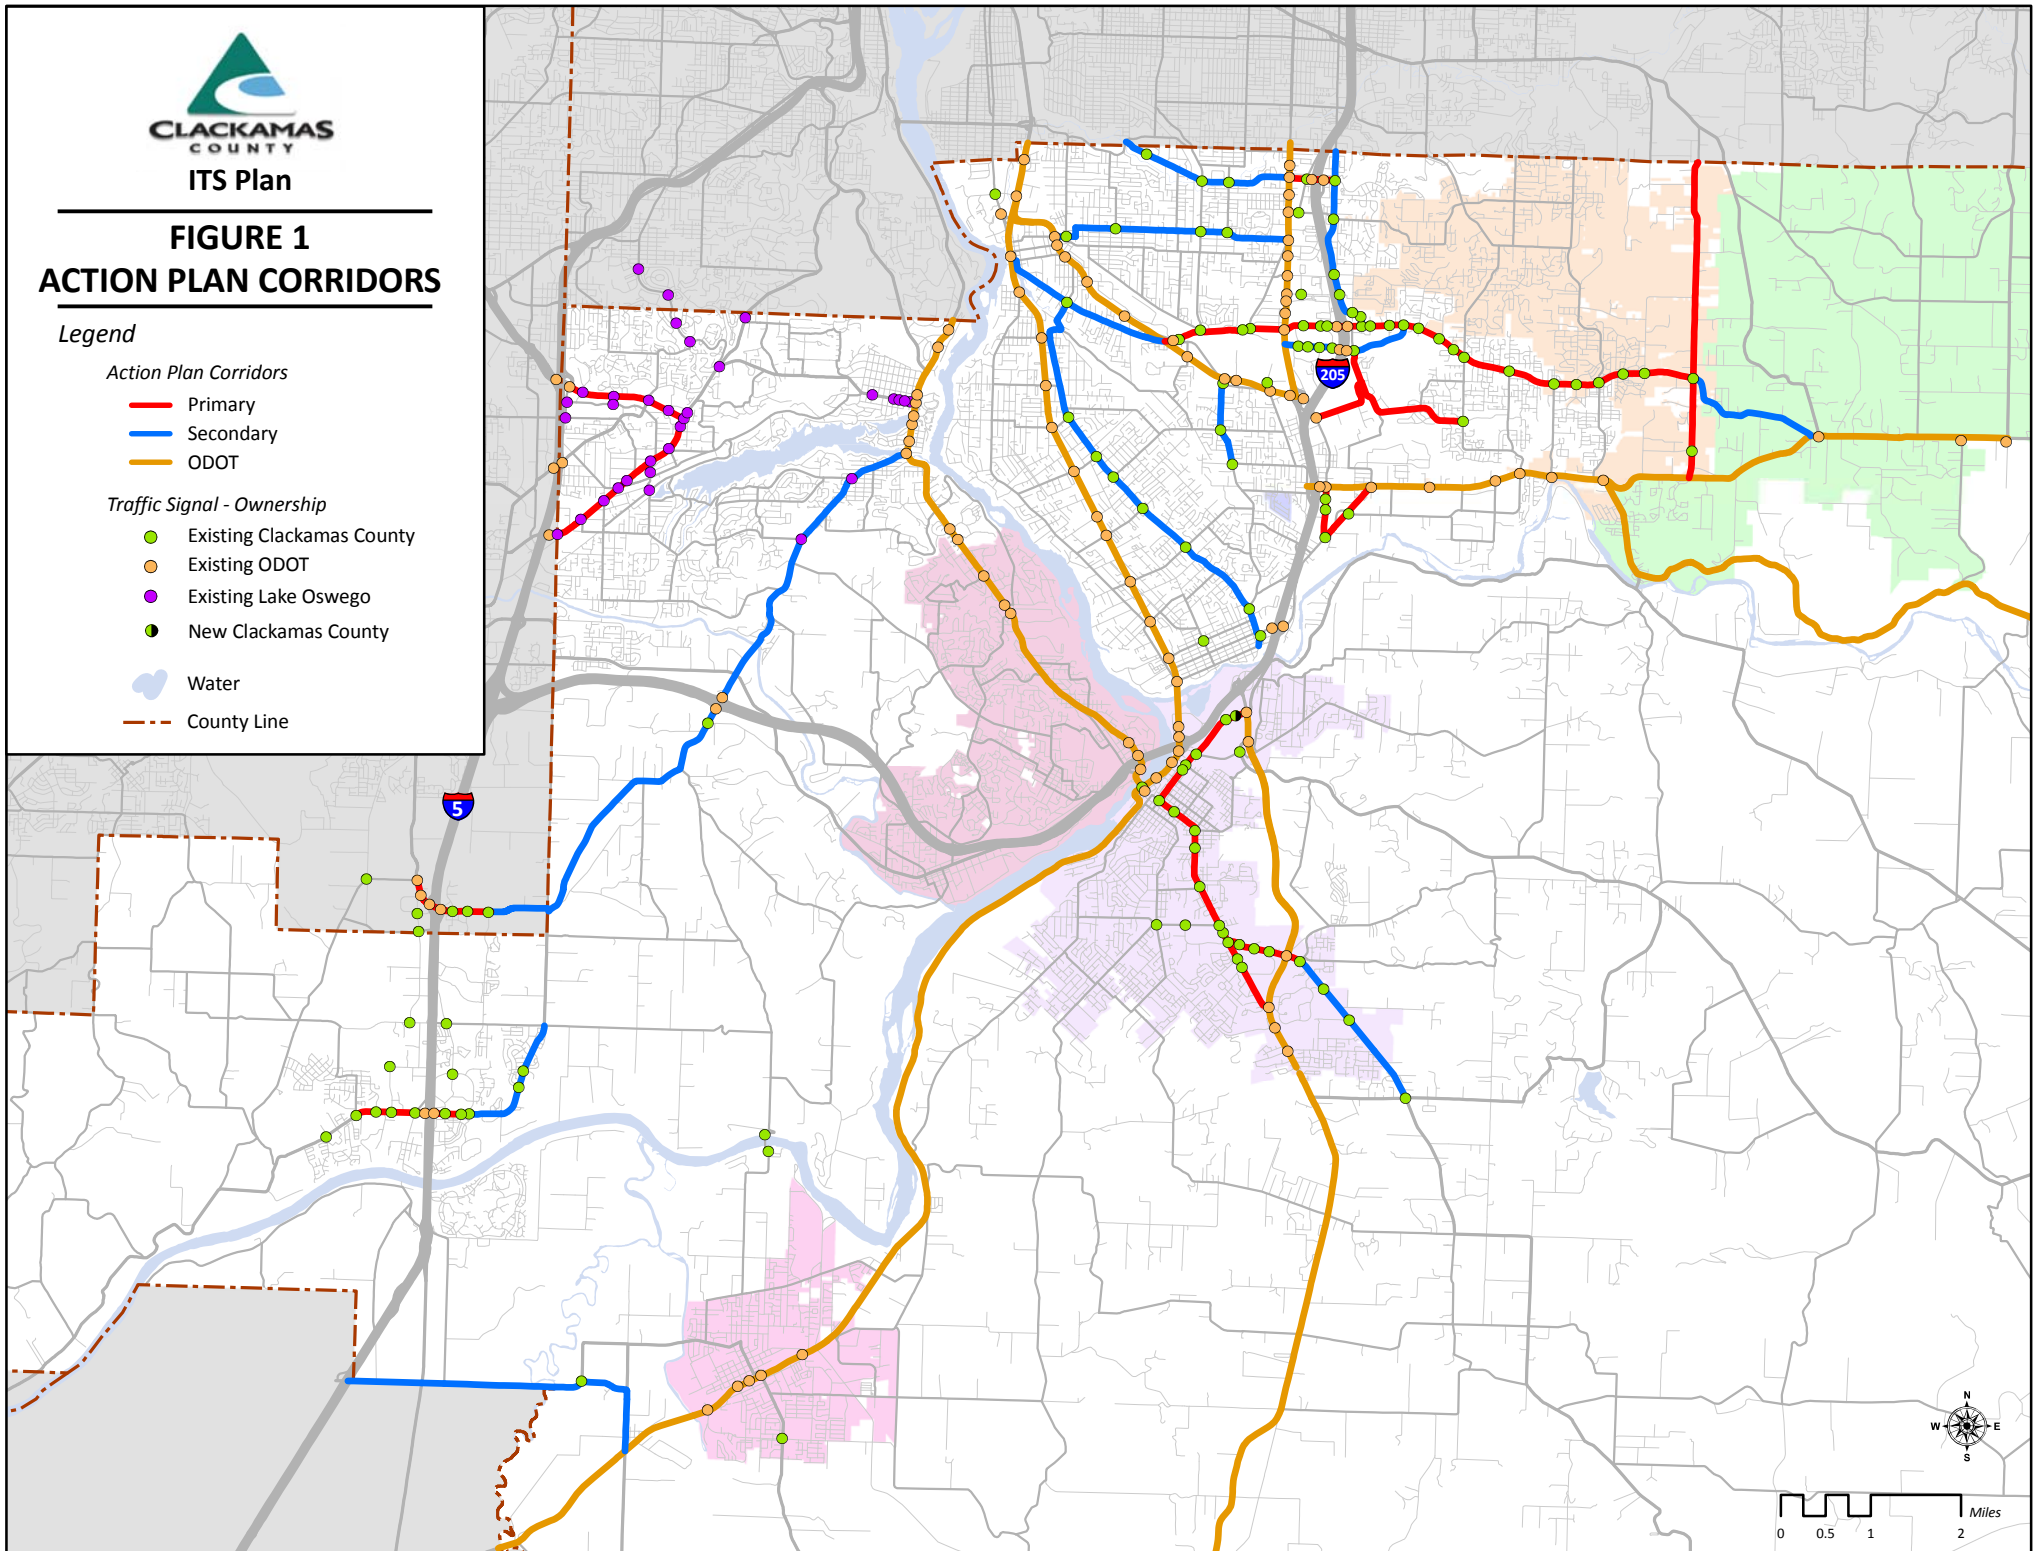 CLACKAMAS
COUNTY
ITS Plan
FIGURE 1
ACTION PLAN CORRIDORS
Legend
Action Plan Corridors
Primary
Secondary
ODOT
Traffic Signal - Ownership
Existing Clackamas County
Existing ODOT
Existing Lake Oswego
New Clackamas County
Water
County Line
205
5
N
W E
S
Miles
0 0.5 1 2